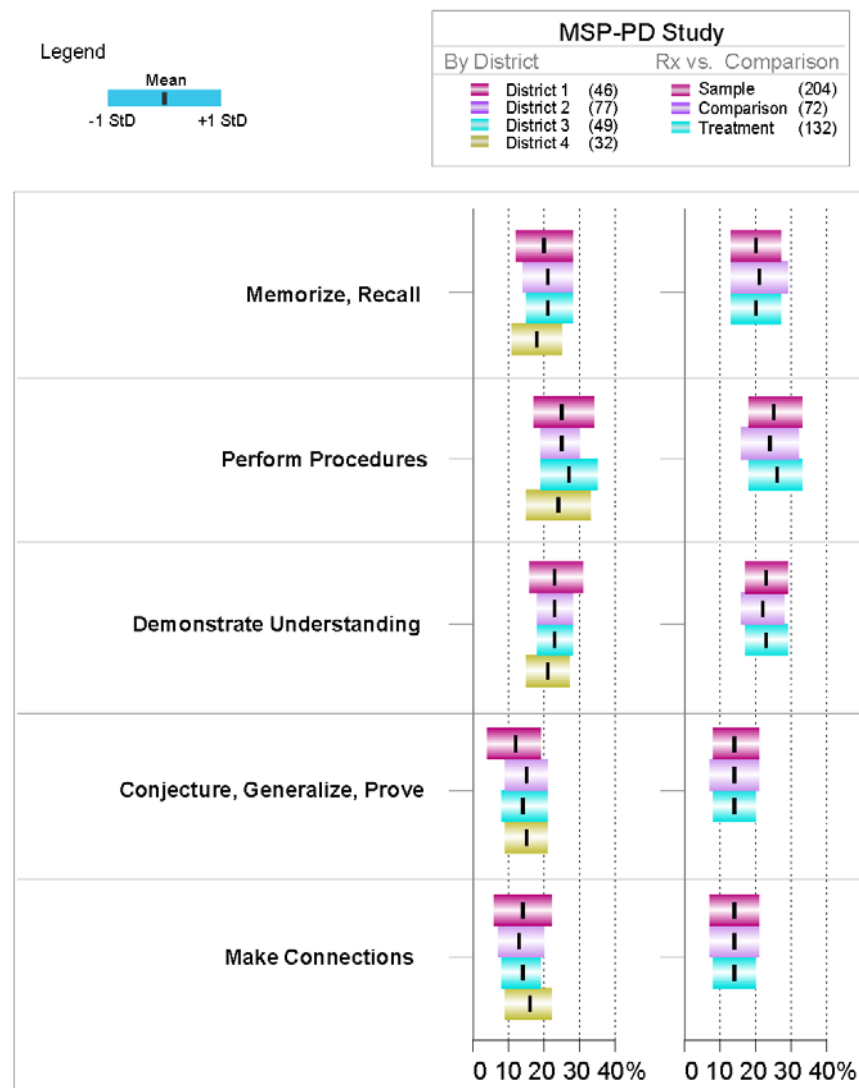 Legend
Mean
-1 StD +1 StD
MSP-PD Study
By District Rx vs. Comparison
District 1 (46) Sample (204)
District 2 (77) Comparison (72)
District 3 (49) Treatment (132)
District 4 (32)
Memorize, Recall
Perform Procedures
Demonstrate Understanding
Conjecture, Generalize, Prove
Make Connections
0 10 20 30 40% 0 10 20 30 40%